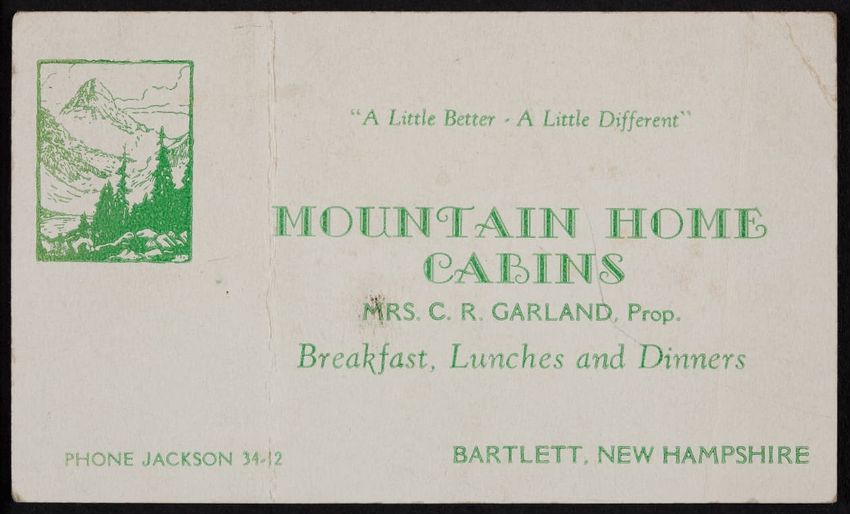 "A Little Better - A Little Different"
MOUNTAIN HOME
CABINS
MRS. C. R. GARLAND, Prop.
Breakfast, Lunches and Dinners
PHONE JACKSON 34-12
BARTLETT, NEW HAMPSHIRE